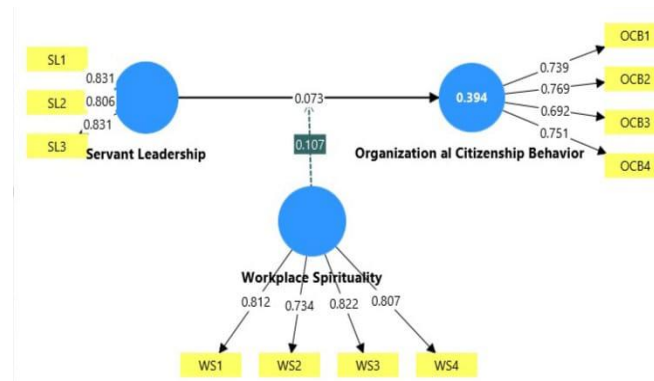 OCB1
SL1
0.739
0.831
OCB2
0.769
SL2
0.806
0.073
0.394
0.692
0.831
OCB3
0.751
SL3
Servant Leadership
0.107
Organization al Citizenship Behavior
OCB4
Workplace Spirituality
0.812
0.734
0.822
0.807
WS1
WS2
WS3
WS4